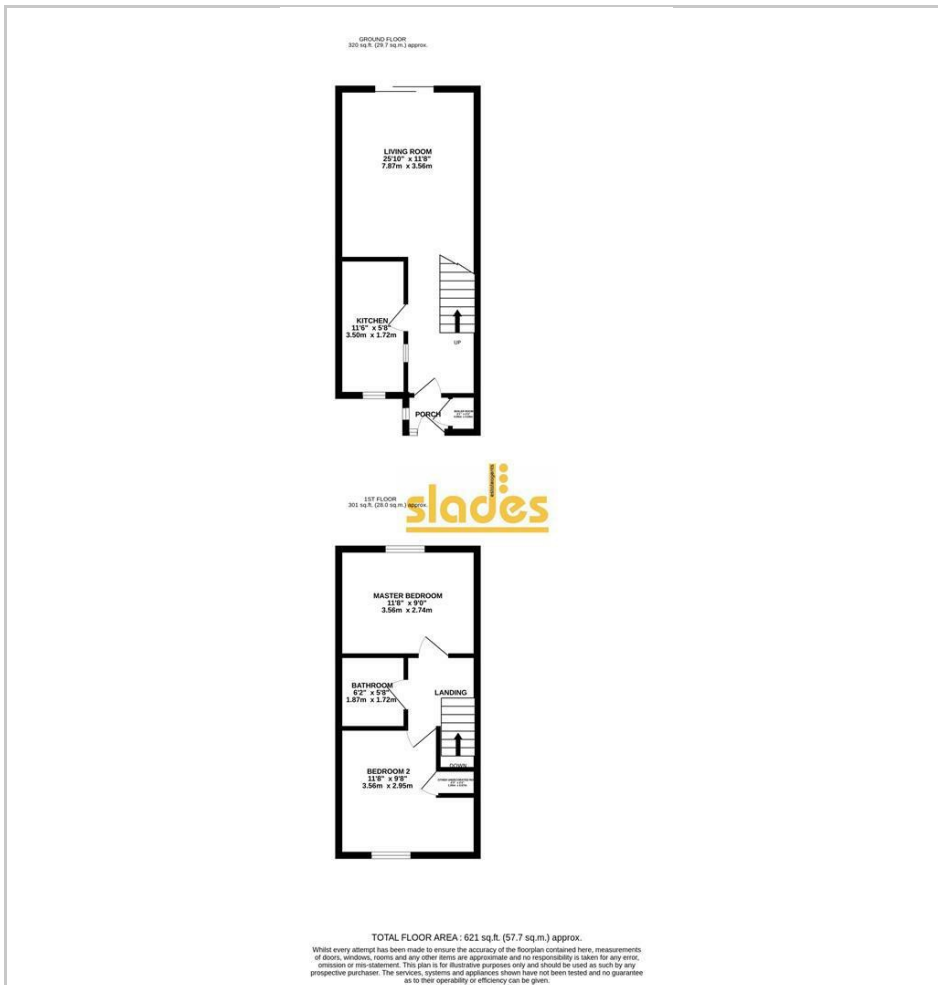 GROUND FLOOR
320 sq.ft. (29.7 sq.m.) approx.
LIVING ROOM
25'10" x 11'8"
7.87m x 3.56m
KITCHEN
11'6" x 5'8"
3.50m x 1.72m
UP
PORCH
slades
1ST FLOOR
301 sq.ft. (28.0 sq.m.) approx.
MASTER BEDROOM
11'8" x 9'0"
3.56m x 2.74m
BATHROOM
6'2" x 5'8"
1.87m x 1.72m
LANDING
DOWN
BEDROOM 2
11'8" x 9'8"
3.56m x 2.95m
TOTAL FLOOR AREA : 621 sq.ft. (57.7 sq.m.) approx.
Whilst every attempt has been made to ensure the accuracy of the floorplan contained here, measurements
of doors, windows, rooms and any other items are approximate and no responsibility is taken for any error,
omission or mis-statement. This plan is for illustrative purposes only and should be used as such by any
prospective purchaser. The services, systems and appliances shown have not been tested and no guarantee
as to their operability or efficiency can be given.